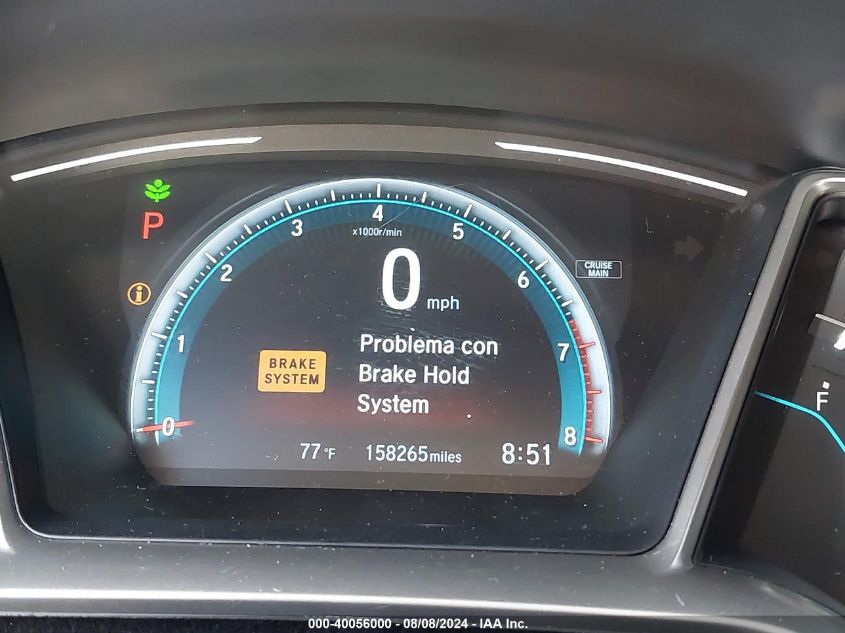 P
0
1
2
3
4
5
6
7
8
x1000r/min
0 mph
CRUISE
MAIN
BRAKE
SYSTEM
Problema con
Brake Hold
System
77°F
158265 miles
8:51
F
000-40056000 - 08/08/2024 - IAA Inc.